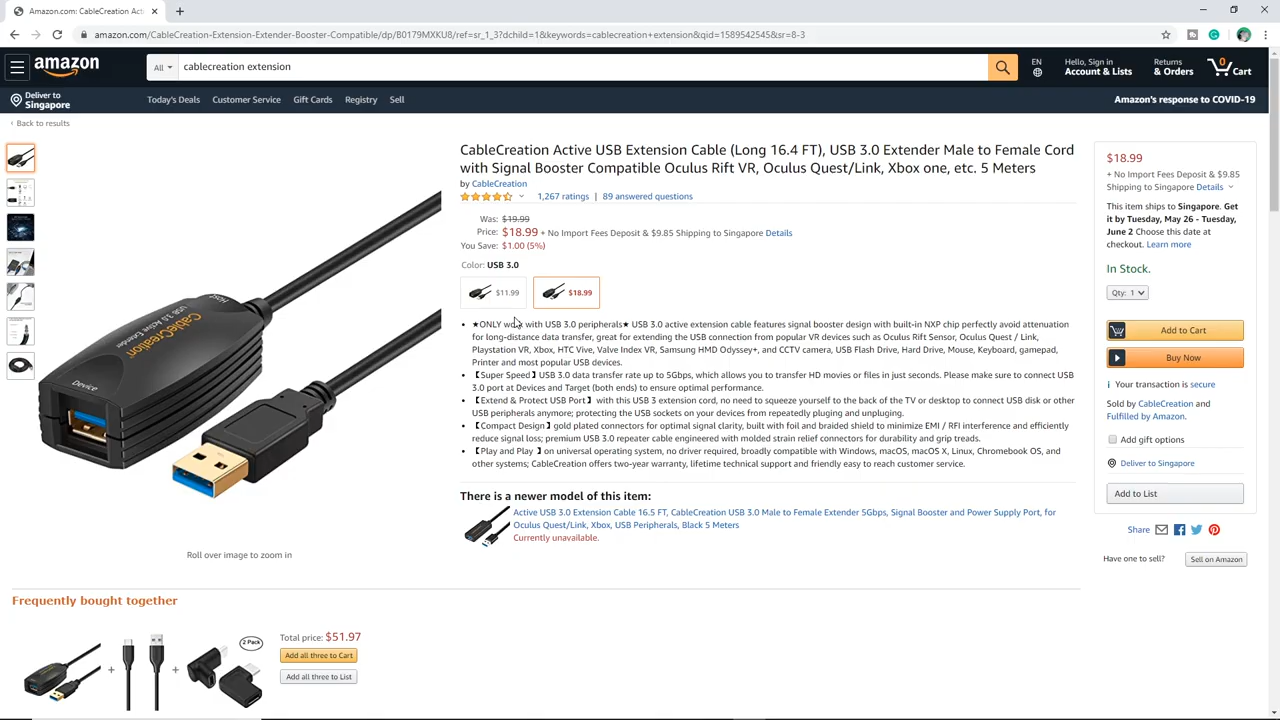 Amazon.com: CableCreation Acti
amazon.com/CableCreation-Extension-Extender-Booster-Compatible/dp/B0179MXKU8/ref=sr_1_3?dchild=1&keywords=cablecreation+extension&qid=1589542545&sr=8-3
amazon
All
cablecreation extension
EN
Hello, Sign in
Account & Lists
Returns
& Orders
0
Cart
Deliver to
Singapore
Today's Deals Customer Service Gift Cards Registry Sell
Amazon's response to COVID-19
‹ Back to results
CableCreation Active USB Extension Cable (Long 16.4 FT), USB 3.0 Extender Male to Female Cord
with Signal Booster Compatible Oculus Rift VR, Oculus Quest/Link, Xbox one, etc. 5 Meters
by CableCreation
1,267 ratings | 89 answered questions
Was: $19.99
Price: $18.99 + No Import Fees Deposit & $9.85 Shipping to Singapore Details
You Save: $1.00 (5%)
Color: USB 3.0
$11.99
$18.99
★ONLY work with USB 3.0 peripherals★ USB 3.0 active extension cable features signal booster design with built-in NXP chip perfectly avoid attenuation
for long-distance data transfer, great for extending the USB connection from popular VR devices such as Oculus Rift Sensor, Oculus Quest / Link,
Playstation VR, Xbox, HTC Vive, Valve Index VR, Samsung HMD Odyssey+, and CCTV camera, USB Flash Drive, Hard Drive, Mouse, Keyboard, gamepad,
Printer and most popular USB devices.
【Super Speed】USB 3.0 data transfer rate up to 5Gbps, which allows you to transfer HD movies or files in just seconds. Please make sure to connect USB
3.0 port at Devices and Target (both ends) to ensure optimal performance.
【Extend & Protect USB Port】with this USB 3 extension cord, no need to squeeze yourself to the back of the TV or desktop to connect USB disk or other
USB peripherals anymore; protecting the USB sockets on your devices from repeatedly pluging and unpluging.
【Compact Design】gold plated connectors for optimal signal clarity, built with foil and braided shield to minimize EMI / RFI interference and efficiently
reduce signal loss; premium USB 3.0 repeater cable engineered with molded strain relief connectors for durability and grip treads.
【Play and Play】on universal operating system, no driver required, broadly compatible with Windows, macOS, macOS X, Linux, Chromebook OS, and
other systems; CableCreation offers two-year warranty, lifetime technical support and friendly easy to reach customer service.
There is a newer model of this item:
Active USB 3.0 Extension Cable 16.5 FT, CableCreation USB 3.0 Male to Female Extender 5Gbps, Signal Booster and Power Supply Port, for
Oculus Quest/Link, Xbox, USB Peripherals, Black 5 Meters
Currently unavailable.
Host
USB 3.0 Active Extender
CableCreation
Device
Roll over image to zoom in
$18.99
+ No Import Fees Deposit & $9.85
Shipping to Singapore Details
This item ships to Singapore. Get
it by Tuesday, May 26 - Tuesday,
June 2 Choose this date at
checkout. Learn more
In Stock.
Qty: 1
Add to Cart
Buy Now
Your transaction is secure
Sold by CableCreation and
Fulfilled by Amazon.
Add gift options
Deliver to Singapore
Add to List
Share
Have one to sell?
Sell on Amazon
Frequently bought together
+
+
2 Pack
Total price: $51.97
Add all three to Cart
Add all three to List